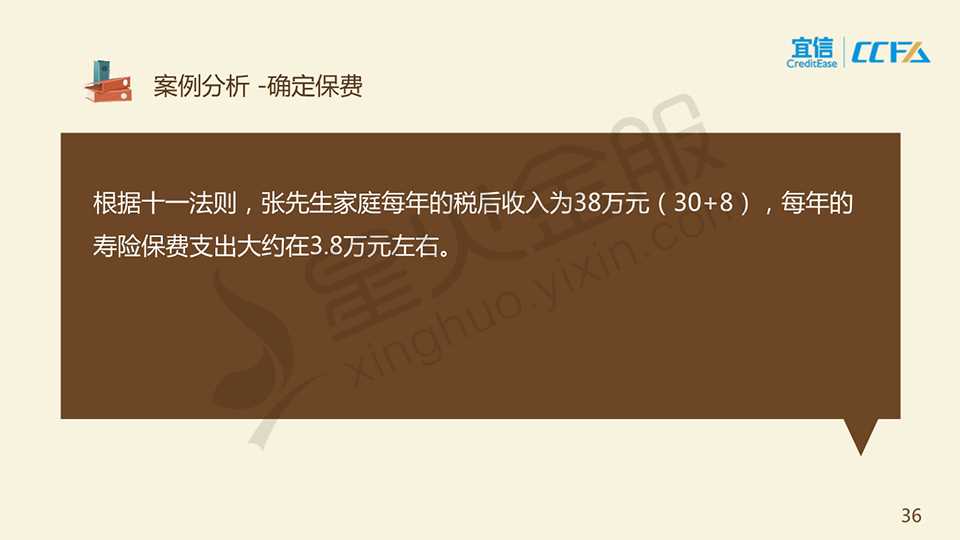 宜信
CreditEase
CCFA
案例分析 -确定保费
根据十一法则，张先生家庭每年的税后收入为38万元（30+8），每年的
寿险保费支出大约在3.8万元左右。
星火金服
xinghuo.yixin.com
36